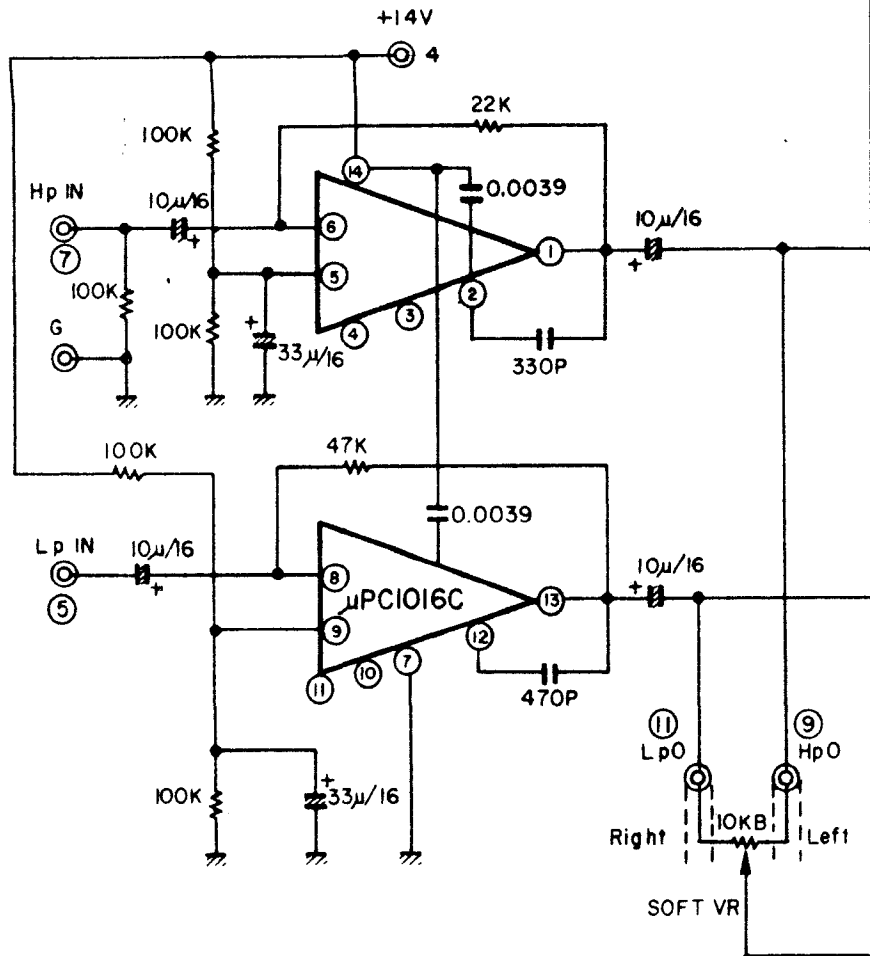 +14V
4
22K
100K
14
0.0039
Hp IN
10μ/16
+
6
10μ/16
+
1
7
5
100K
2
3
100K
4
G
+
33μ/16
330P
47K
100K
0.0039
Lp IN
10μ/16
+
8
10μ/16
+
μPC1016C
13
5
9
12
7
10
11
470P
11
9
LpO
HpO
+
100K
33μ/16
10KB
Right
Left
SOFT VR